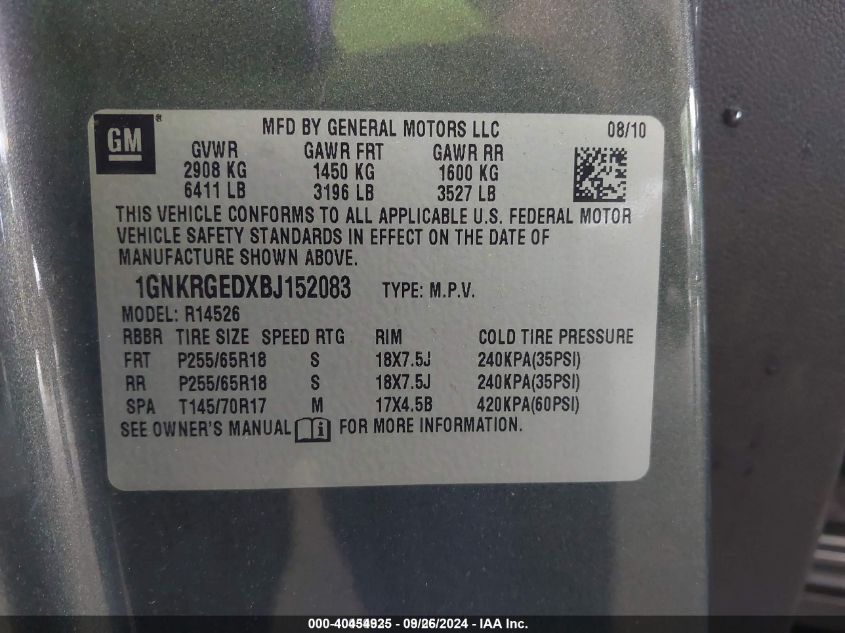 GM ® MFD BY GENERAL MOTORS LLC 08/10
GVWR GAWR FRT GAWR RR
2908 KG 1450 KG 1600 KG
6411 LB 3196 LB 3527 LB
THIS VEHICLE CONFORMS TO ALL APPLICABLE U.S. FEDERAL MOTOR
VEHICLE SAFETY STANDARDS IN EFFECT ON THE DATE OF
MANUFACTURE SHOWN ABOVE.
1GNKRGEDXBJ152083 TYPE: M.P.V.
MODEL: R14526
RBBR TIRE SIZE SPEED RTG RIM COLD TIRE PRESSURE
FRT P255/65R18 S 18X7.5J 240KPA(35PSI)
RR P255/65R18 S 18X7.5J 240KPA(35PSI)
SPA T145/70R17 M 17X4.5B 420KPA(60PSI)
SEE OWNER'S MANUAL i FOR MORE INFORMATION.
000-40454925 - 09/26/2024 - IAA Inc.